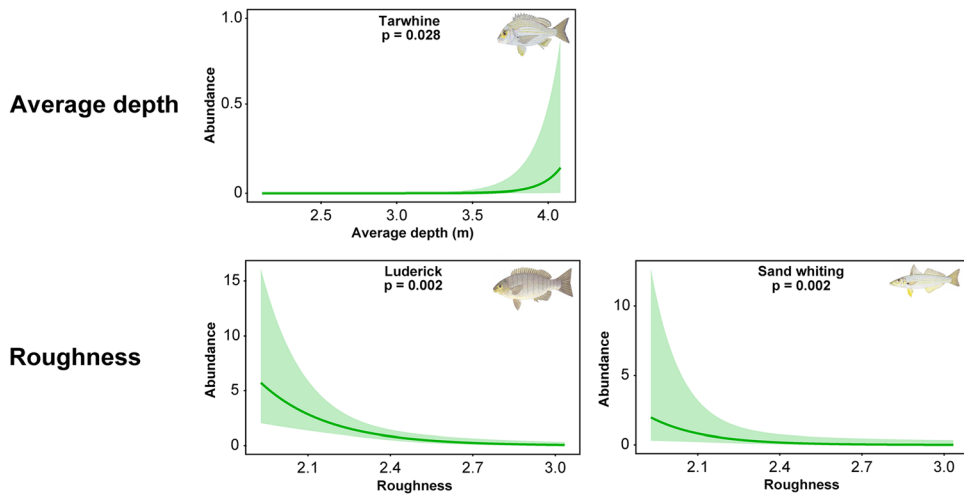 Average depth
Tarwhine
p = 0.028
Abundance
1.0
0.5
0
2.5 3.0 3.5 4.0
Average depth (m)
Roughness
Luderick
p = 0.002
Abundance
15
10
5
0
2.1 2.4 2.7 3.0
Roughness
Sand whiting
p = 0.002
Abundance
10
5
0
2.1 2.4 2.7 3.0
Roughness